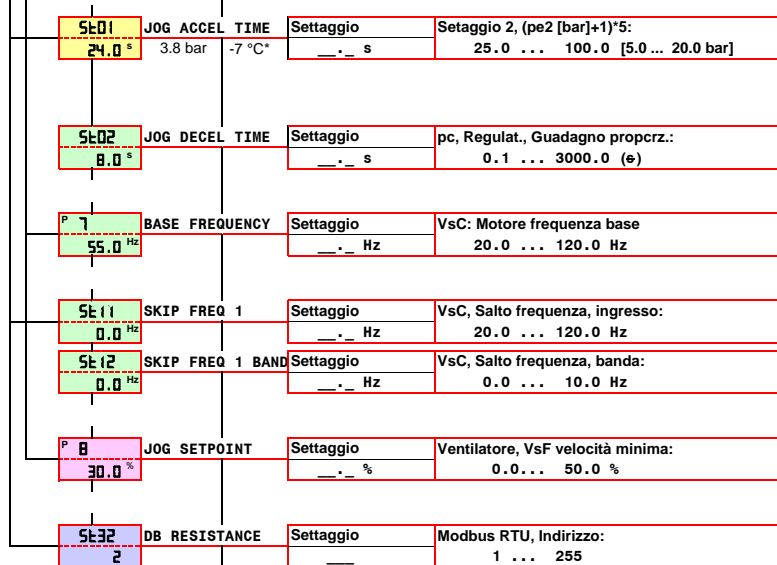 St01 JOG ACCEL TIME Settaggio Setaggio 2, (pe2 [bar]+1)*5:
24.0 s 3.8 bar -7 °C* __._ s 25.0 ... 100.0 [5.0 ... 20.0 bar]
St02 JOG DECEL TIME Settaggio pc, Regulat., Guadagno propcrz.:
8.0 s __._ s 0.1 ... 3000.0 (s)
P 7 BASE FREQUENCY Settaggio VsC: Motore frequenza base
55.0 Hz __._ Hz 20.0 ... 120.0 Hz
St11 SKIP FREQ 1 Settaggio VsC, Salto frequenza, ingresso:
0.0 Hz __._ Hz 20.0 ... 120.0 Hz
St12 SKIP FREQ 1 BAND Settaggio VsC, Salto frequenza, banda:
0.0 Hz __._ Hz 0.0 ... 10.0 Hz
P 8 JOG SETPOINT Settaggio Ventilatore, VsF velocità minima:
30.0 % __._ % 0.0... 50.0 %
St32 DB RESISTANCE Settaggio Modbus RTU, Indirizzo:
2 ___ 1 ... 255